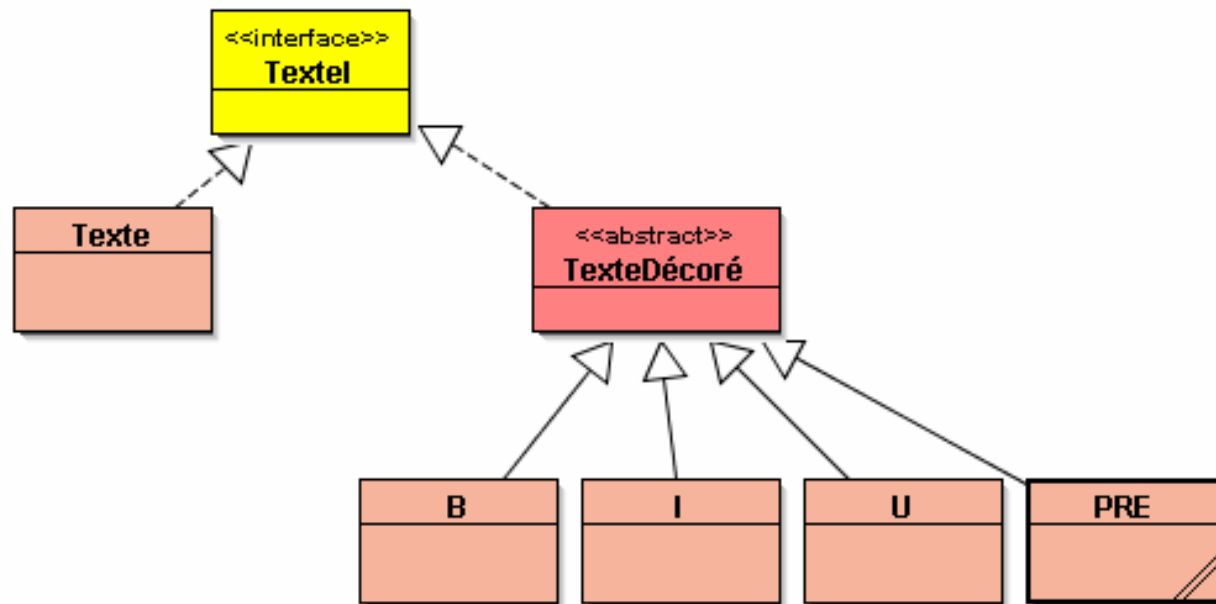 <<interface>>
TexteI
Texte
<<abstract>>
TexteDécoré
B
I
U
PRE